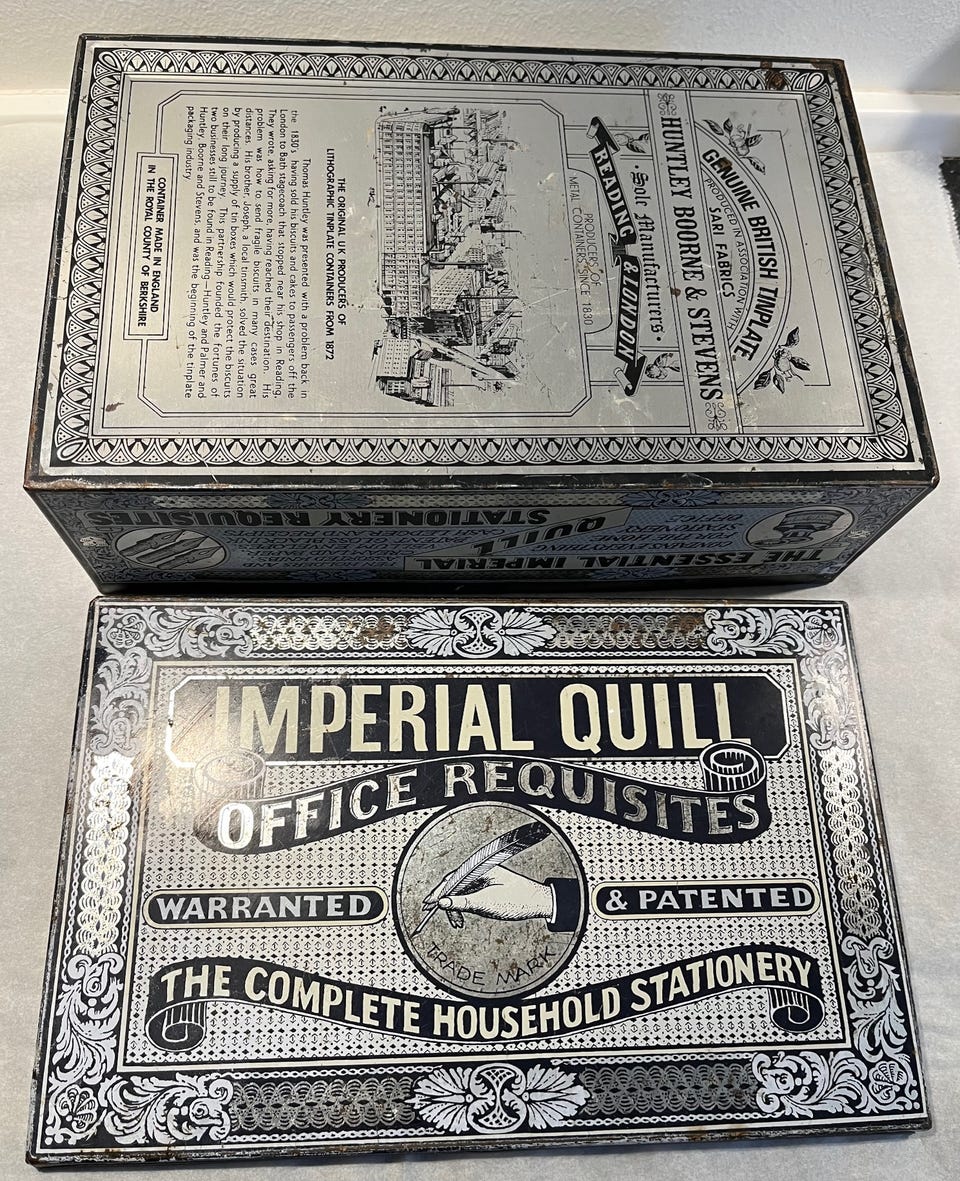 GENUINE BRITISH TINPLATE
PRODUCED IN ASSOCIATION WITH
SARI FABRICS
HUNTLEY BOORNE & STEVENS
Sole Manufacturers
READING & LONDON
PRODUCERS OF
METAL CONTAINERS SINCE 1830
THE ORIGINAL U.K PRODUCERS OF
LITHOGRAPHIC TINPLATE CONTAINERS FROM 1872
Thomas Huntley was presented with a problem back in
the 1830's, having sold his biscuits and cakes to passengers off the
London to Bath stagecoach that stopped near his shop in Reading,
They wrote, asking for more, having reached their destination. His
problem was how to send fragile biscuits in many cases great
distances. His brother Joseph, a local tinsmith, solved the situation
by producing a supply of tin boxes which would protect the biscuits
on their long journey. This partnership founded the fortunes of
two businesses still to be found in Reading—Huntley and Palmer and
Huntley, Boorne and Stevens, and was the beginning of the tinplate
packaging industry
CONTAINER MADE IN ENGLAND
IN THE ROYAL COUNTY OF BERKSHIRE
THE ESSENTIAL IMPERIAL
QUILL
STATIONERY REQUISITES
IMPERIAL QUILL
OFFICE REQUISITES
WARRANTED & PATENTED
TRADE MARK
THE COMPLETE HOUSEHOLD STATIONERY